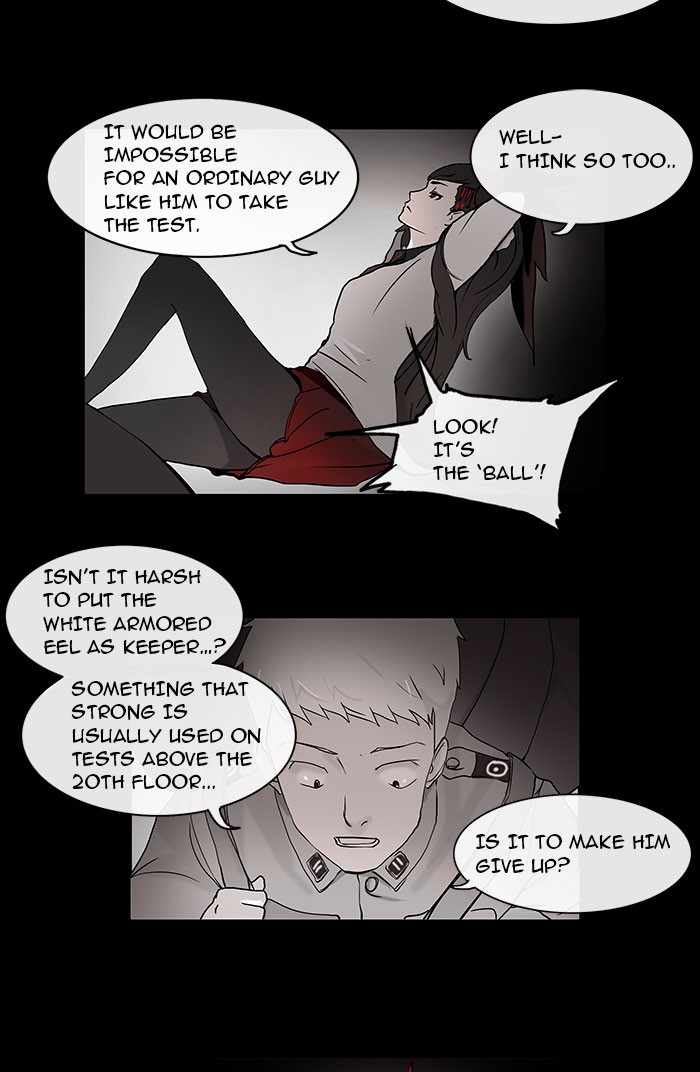 IT WOULD BE
IMPOSSIBLE
FOR AN ORDINARY GUY
LIKE HIM TO TAKE
THE TEST.
WELL-
I THINK SO TOO..
LOOK!
IT'S
THE 'BALL'!
ISN'T IT HARSH
TO PUT THE
WHITE ARMORED
EEL AS KEEPER...?
SOMETHING THAT
STRONG IS
USUALLY USED ON
TESTS ABOVE THE
20TH FLOOR...
IS IT TO MAKE HIM
GIVE UP?